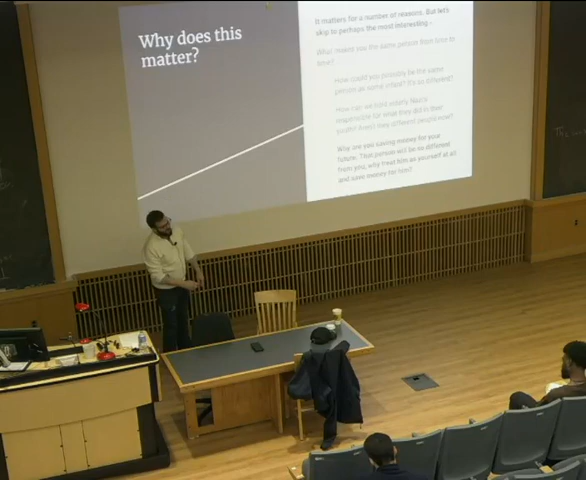 Why does this
matter?
It matters for a number of reasons. But let's
skip to perhaps the most interesting -
What makes you the same person from time to
time?
How could you possibly be the same
person as some infant? It's so different!
How can we hold elderly Nazis
responsible for what they did in their
youth? Aren't they different people now?
Why are you saving money for your
future. That person will be so different
from you, why treat him as yourself at all
and save money for him?